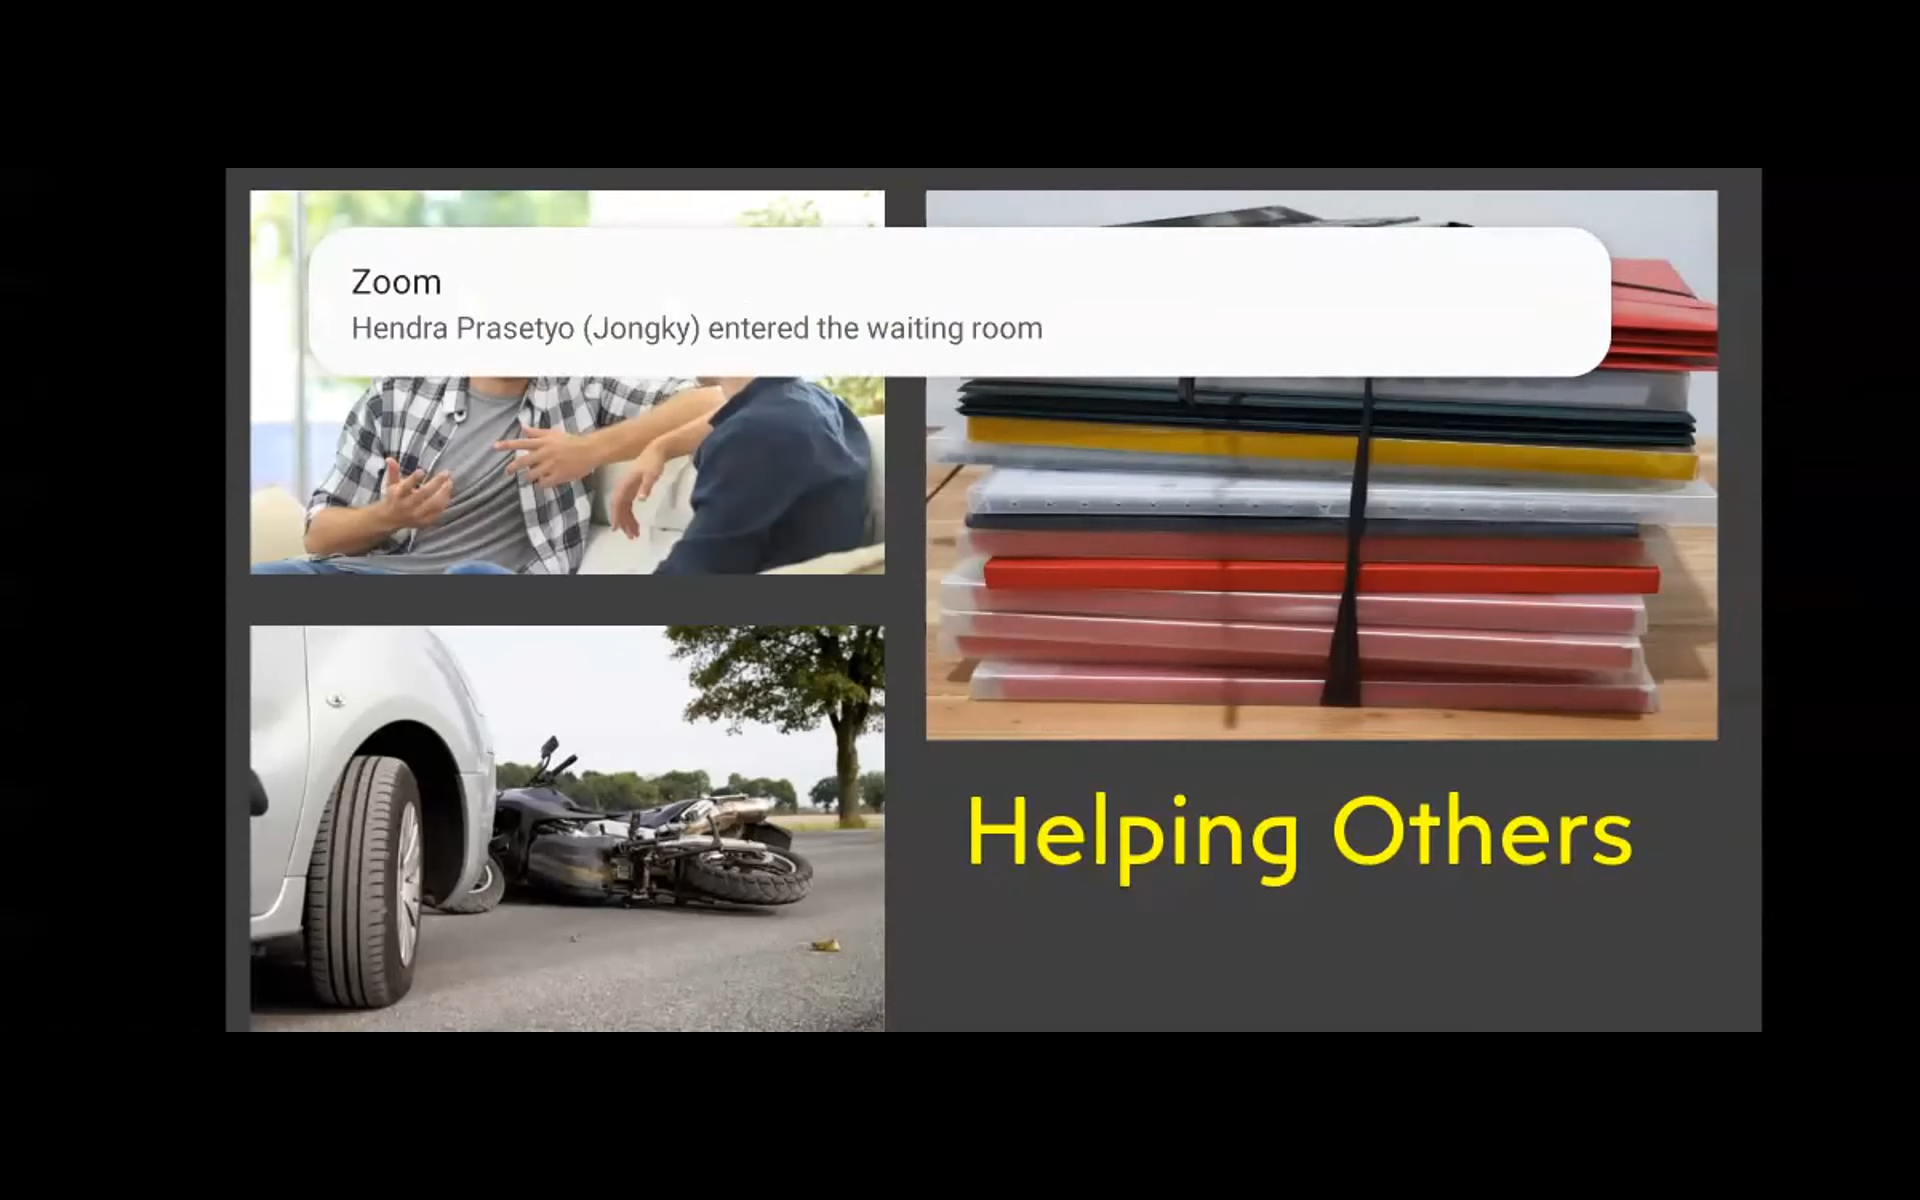 Zoom
Hendra Prasetyo (Jongky) entered the waiting room
Helping Others